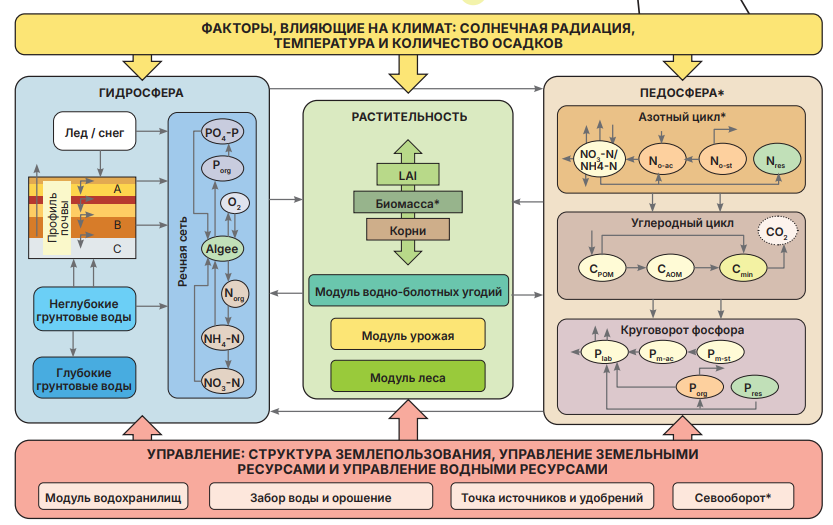 ФАКТОРЫ, ВЛИЯЮЩИЕ НА КЛИМАТ: СОЛНЕЧНАЯ РАДИАЦИЯ,
ТЕМПЕРАТУРА И КОЛИЧЕСТВО ОСАДКОВ
ГИДРОСФЕРА
Лед / снег
Профиль
почвы
A
B
C
Неглубкие
грунтовые воды
Глубкие
грунтовые воды
Речная сеть
PO4-P
Porg
O2
Algee
Norg
NH4-N
NO3-N
РАСТИТЕЛЬНОСТЬ
LAI
Биомасса*
Корни
Модуль водно-болотных угодий
Модуль урожая
Модуль леса
ПЕДОСФЕРА*
Азотный цикл*
NO3-N/
NH4-N
No-ac
No-st
Nres
Углеродный цикл
CO2
CPOM
CAOM
Cmin
Круговорот фосфора
Plab
Pm-ac
Pm-st
Porg
Pres
УПРАВЛЕНИЕ: СТРУКТУРА ЗЕМЛЕПОЛЬЗОВАНИЯ, УПРАВЛЕНИЕ ЗЕМЕЛЬНЫМИ
РЕСУРСАМИ И УПРАВЛЕНИЕ ВОДНЫМИ РЕСУРСАМИ
Модуль водохранилищ
Забор воды и орошение
Точка источников и удобрений
Севооборот*